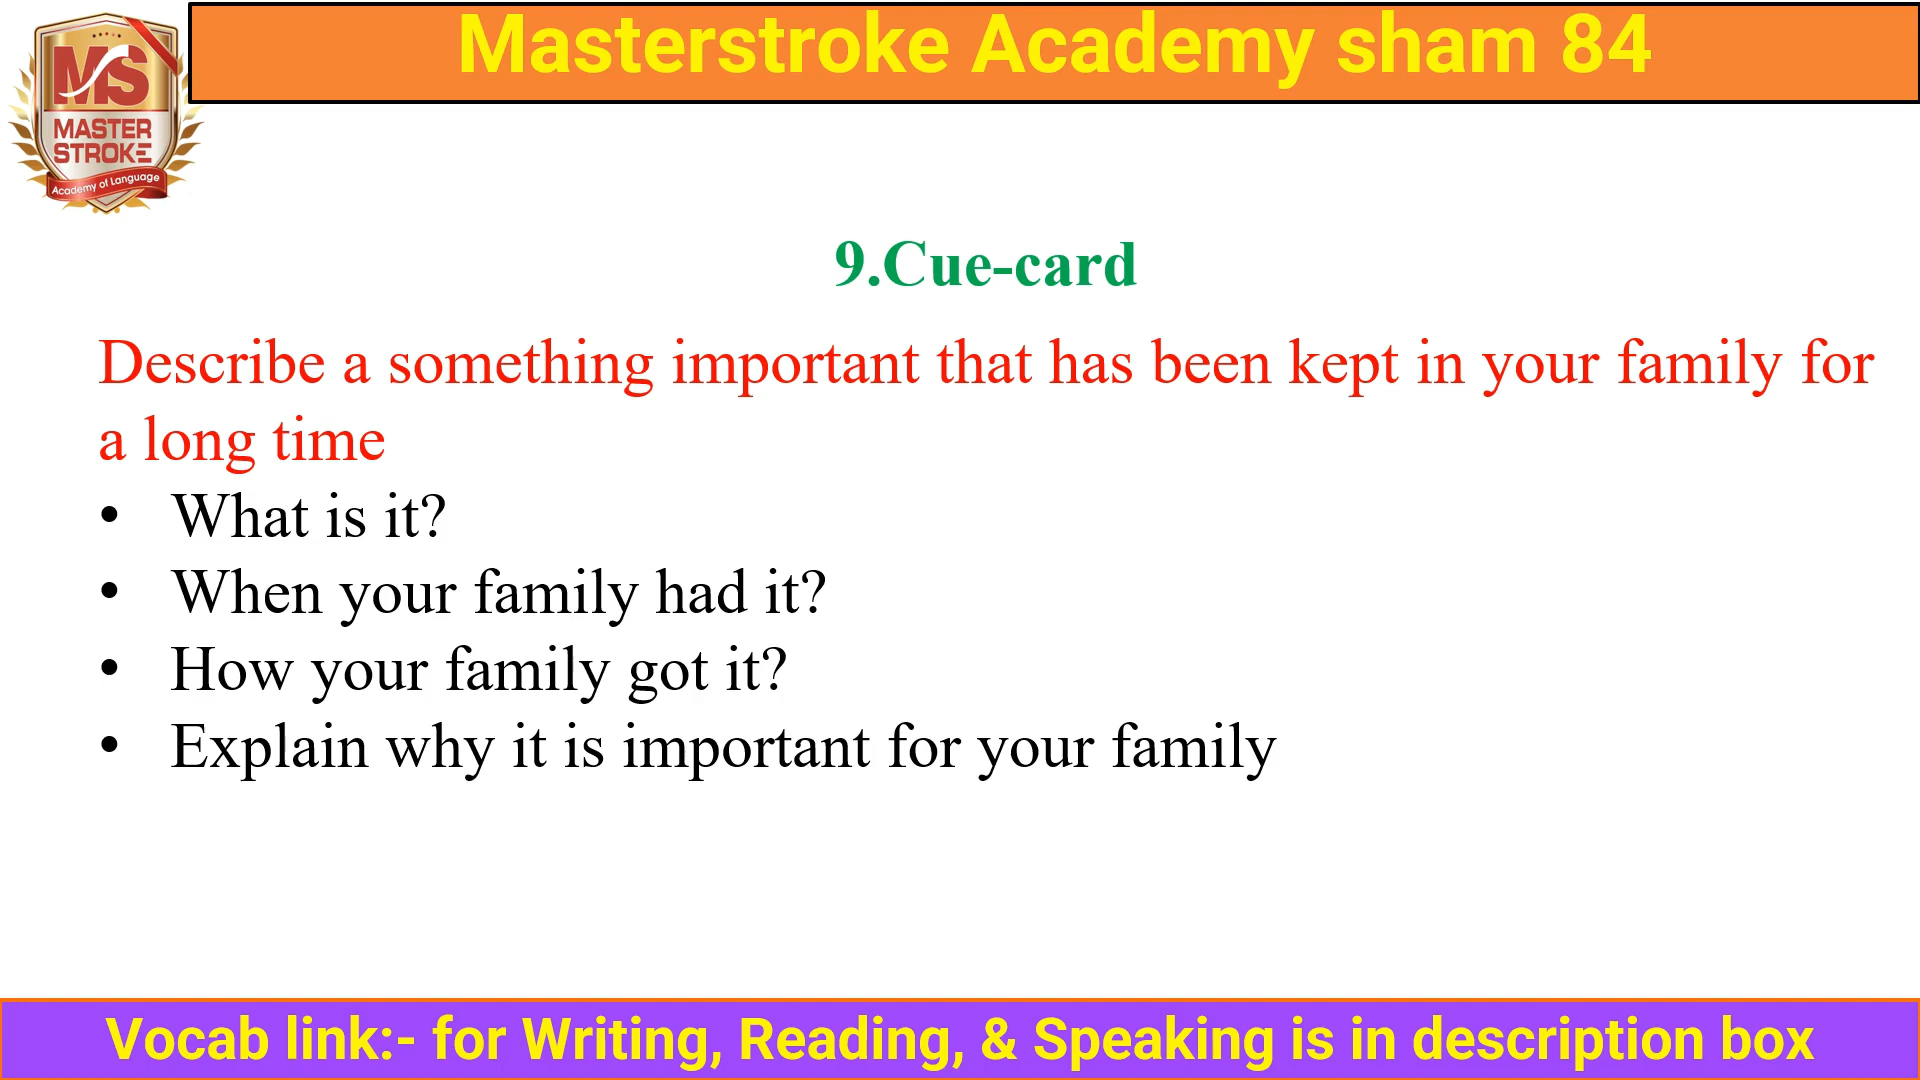 Masterstroke Academy sham 84
MS
MASTER
STROKE
Academy of Language
9.Cue-card
Describe a something important that has been kept in your family for
a long time
• What is it?
• When your family had it?
• How your family got it?
• Explain why it is important for your family
Vocab link:- for Writing, Reading, & Speaking is in description box